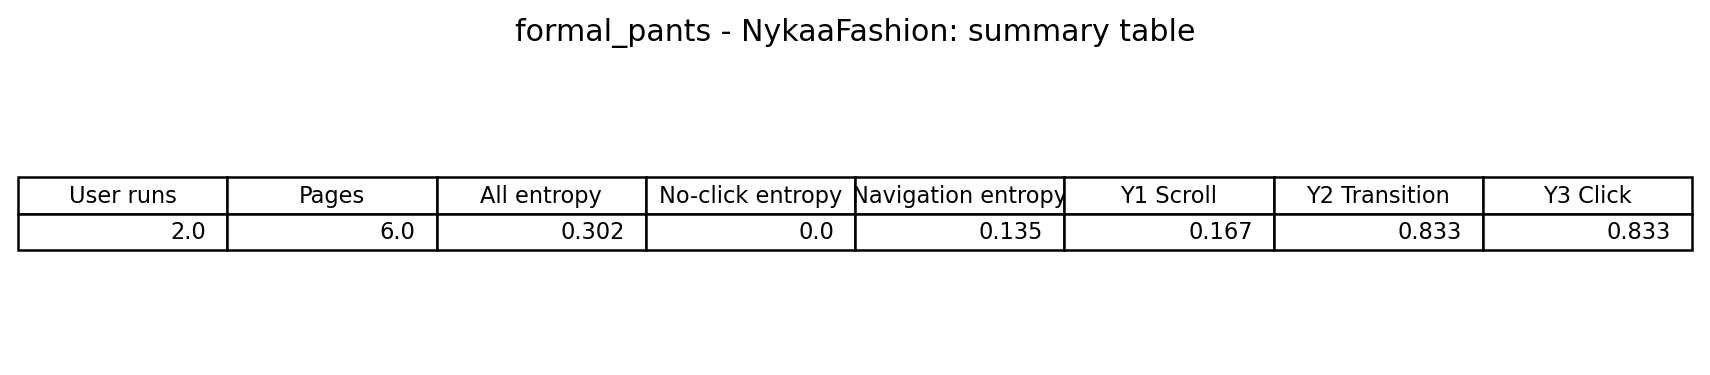 formal_pants - NykaaFashion: summary table
User runs Pages All entropy No-click entropy Navigation entropy Y1 Scroll Y2 Transition Y3 Click
2.0 6.0 0.302 0.0 0.135 0.167 0.833 0.833